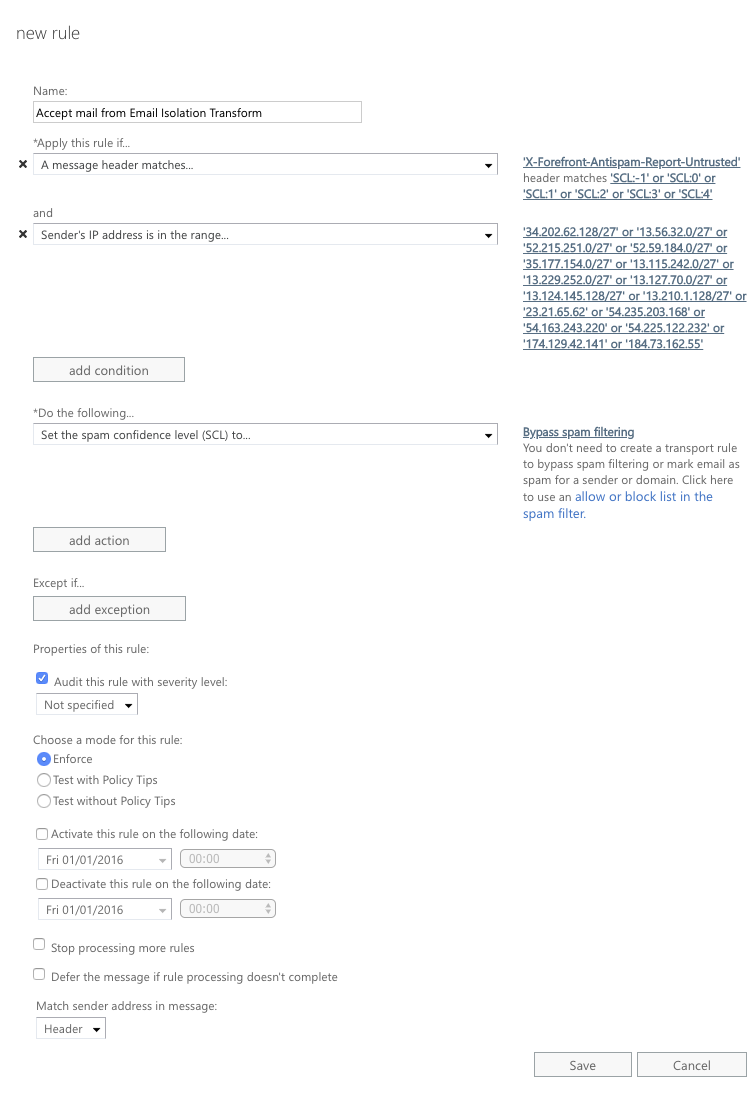 new rule
Name:
Accept mail from Email Isolation Transform
*Apply this rule if...
A message header matches...
'X-Forefront-Antispam-Report-Untrusted'
header matches 'SCL:-1' or 'SCL:0' or
'SCL:1' or 'SCL:2' or 'SCL:3' or 'SCL:4'
and
Sender's IP address is in the range...
'34.202.62.128/27' or '13.56.32.0/27' or
'52.215.251.0/27' or '52.59.184.0/27' or
'35.177.154.0/27' or '13.115.242.0/27' or
'13.229.252.0/27' or '13.127.70.0/27' or
'13.124.145.128/27' or '13.210.1.128/27' or
'23.21.65.62' or '54.235.203.168' or
'54.163.243.220' or '54.225.122.232' or
'174.129.42.141' or '184.73.162.55'
add condition
*Do the following...
Set the spam confidence level (SCL) to...
Bypass spam filtering
You don't need to create a transport rule
to bypass spam filtering or mark email as
spam for a sender or domain. Click here
to use an allow or block list in the
spam filter.
add action
Except if...
add exception
Properties of this rule:
Audit this rule with severity level:
Not specified
Choose a mode for this rule:
Enforce
Test with Policy Tips
Test without Policy Tips
Activate this rule on the following date:
Fri 01/01/2016 00:00
Deactivate this rule on the following date:
Fri 01/01/2016 00:00
Stop processing more rules
Defer the message if rule processing doesn't complete
Match sender address in message:
Header
Save Cancel